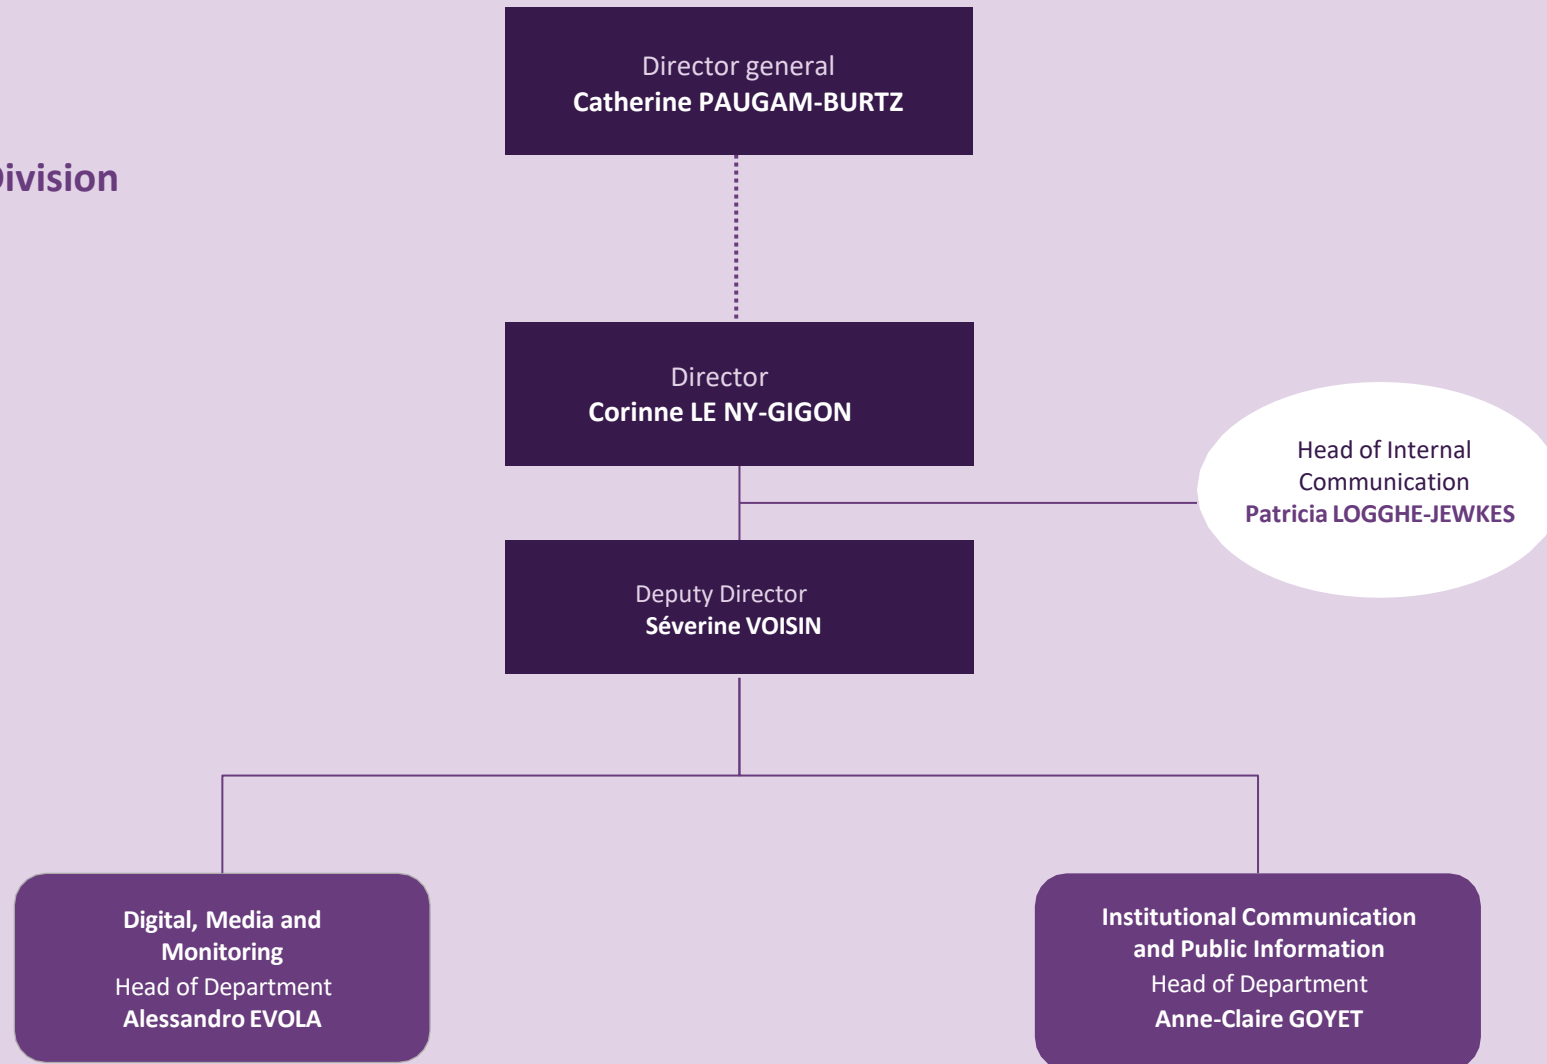 Director general
Catherine PAUGAM-BURTZ
Division
Director
Corinne LE NY-GIGON
Head of Internal
Communication
Patricia LOGGHE-JEWKES
Deputy Director
Séverine VOISIN
Digital, Media and
Monitoring
Head of Department
Alessandro EVOLA
Institutional Communication
and Public Information
Head of Department
Anne-Claire GOYET